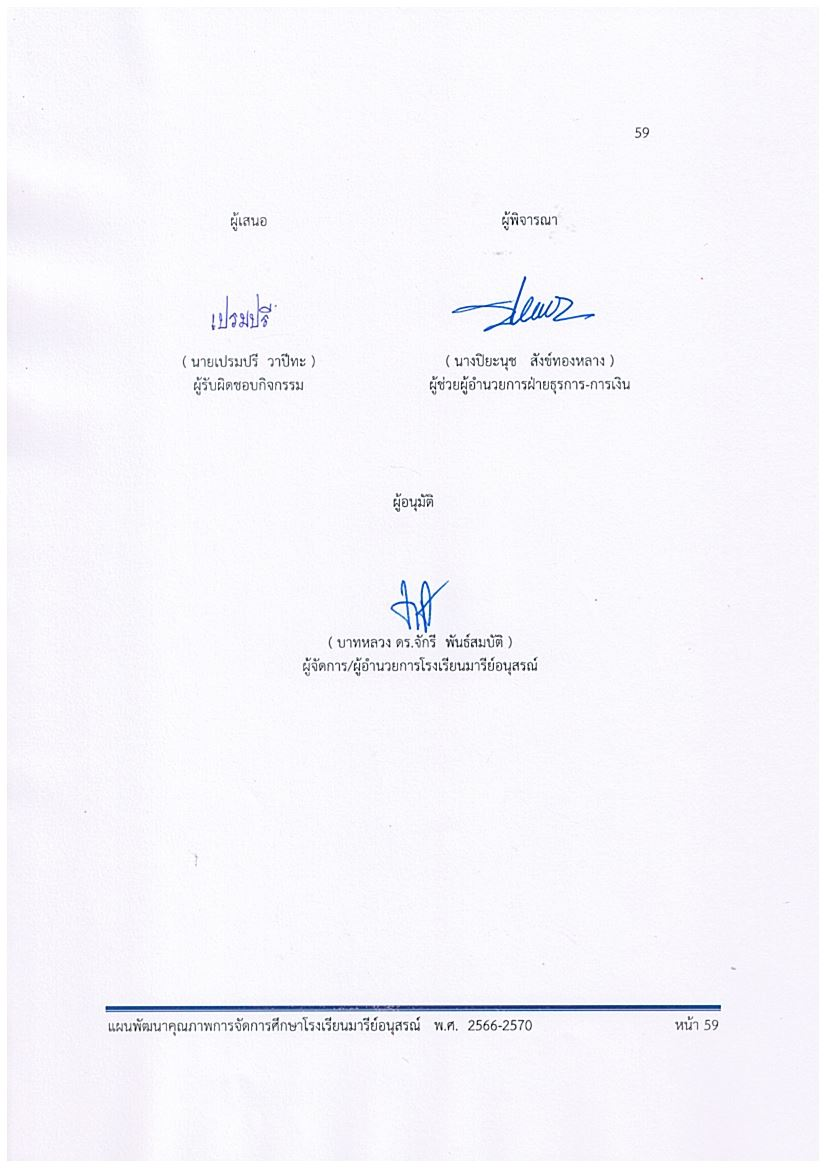 59
ผู้เสนอ ผู้พิจารณา
เปรมปรี
( นายเปรมปรี วาปีทะ ) ( นางปิยะนุช สังข์ทองหลาง )
ผู้รับผิดชอบกิจกรรม ผู้ช่วยผู้อำนวยการฝ่ายธุรการ-การเงิน
ผู้อนุมัติ
( บาทหลวง ดร.จักรี พันธ์สมบัติ )
ผู้จัดการ/ผู้อำนวยการโรงเรียนมารีย์อนุสรณ์
แผนพัฒนาคุณภาพการจัดการศึกษาโรงเรียนมารีย์อนุสรณ์ พ.ศ. 2566-2570 หน้า 59